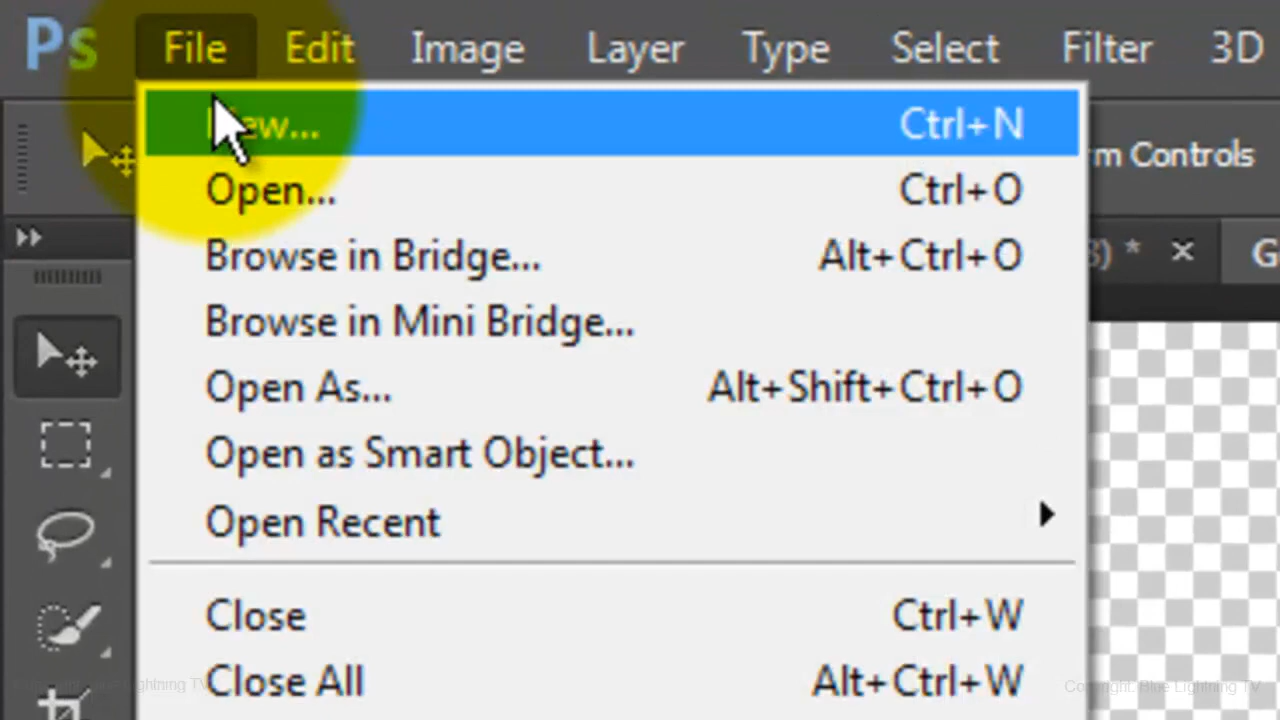 Ps File Edit Image Layer Type Select Filter 3D
New... Ctrl+N
m Controls
Open... Ctrl+O
Browse in Bridge... Alt+Ctrl+O
) * × G
Browse in Mini Bridge...
Open As... Alt+Shift+Ctrl+O
Open as Smart Object...
Open Recent
Close Ctrl+W
Close All Alt+Ctrl+W
Copyright: Blue Lightning TV